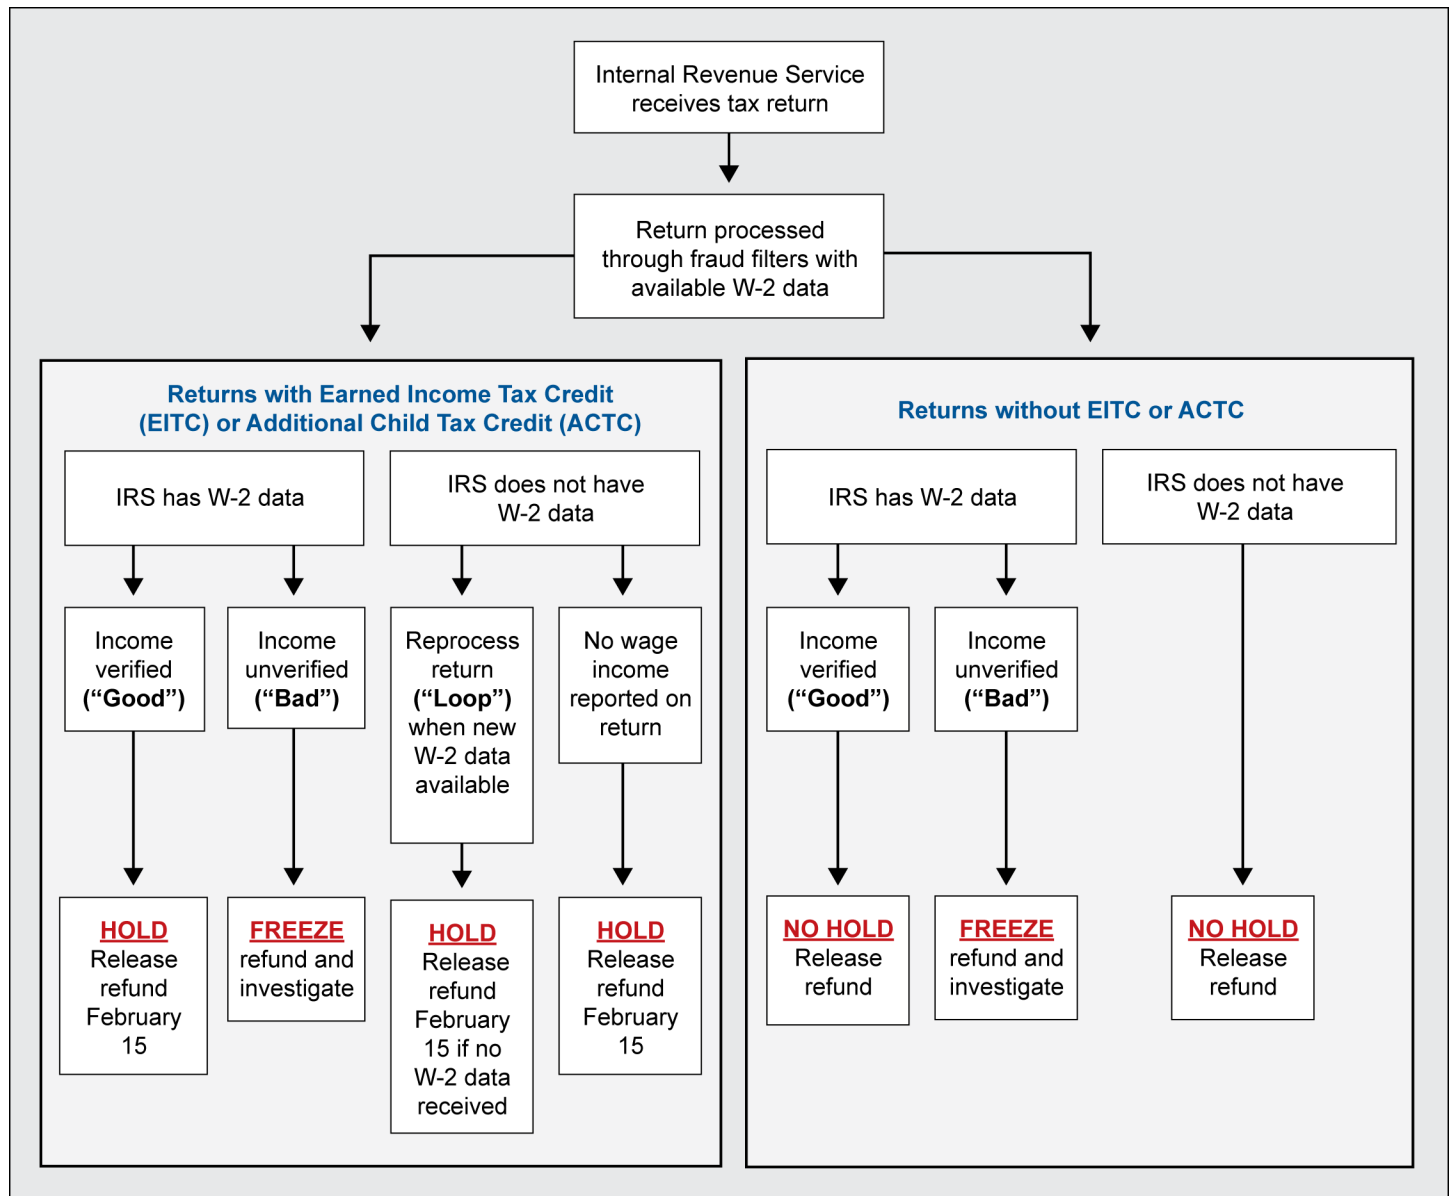 Internal Revenue Service
receives tax return
Return processed
through fraud filters with
available W-2 data
Returns with Earned Income Tax Credit
(EITC) or Additional Child Tax Credit (ACTC)
IRS has W-2 data
IRS does not have
W-2 data
Income
verified
(“Good”)
Income
unverified
(“Bad”)
Reprocess
return
(“Loop”)
when new
W-2 data
available
No wage
income
reported on
return
HOLD
Release
refund
February
15
FREEZE
refund and
investigate
HOLD
Release
refund
February
15 if no
W-2 data
received
HOLD
Release
refund
February
15
Returns without EITC or ACTC
IRS has W-2 data
IRS does not have
W-2 data
Income
verified
(“Good”)
Income
unverified
(“Bad”)
NO HOLD
Release
refund
FREEZE
refund and
investigate
NO HOLD
Release
refund